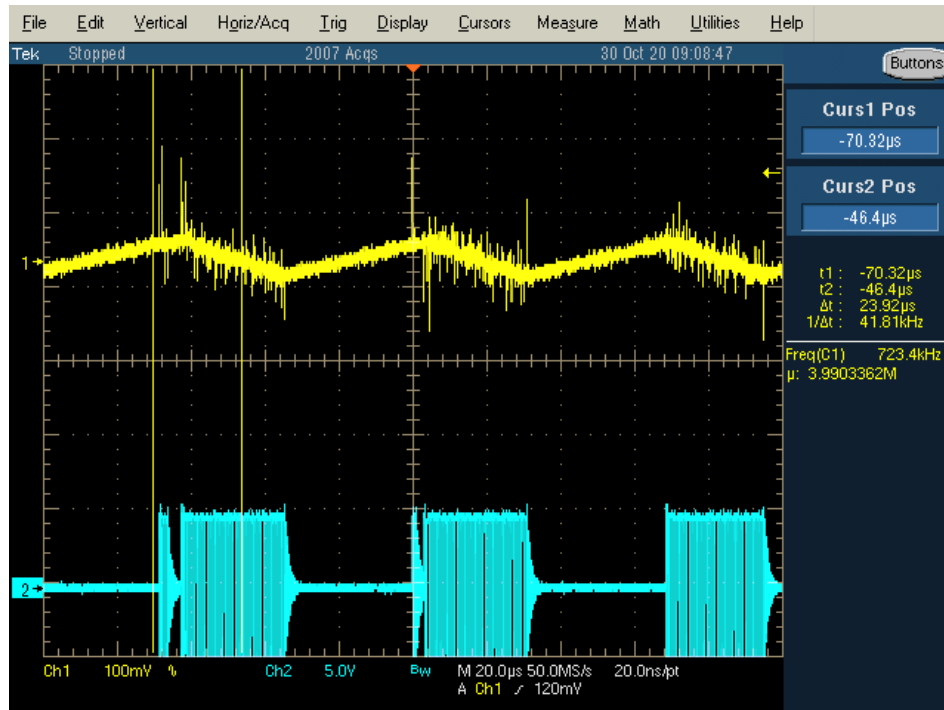 File Edit Vertical Horiz/Acq Trig Display Cursors Measure Math Utilities Help
Tek Stopped 2007 Acqs 30 Oct 20 09:08:47
Buttons
Curs1 Pos
-70.32µs
Curs2 Pos
-46.4µs
1
t1 : -70.32µs
t2 : -46.4µs
Δt : 23.92µs
1/Δt : 41.81kHz
Freq(C1) 723.4kHz
µ: 3.9903362M
2
Ch1 100mV Ch2 5.0V Bw M 20.0µs 50.0MS/s 20.0ns/pt
A Ch1 120mV